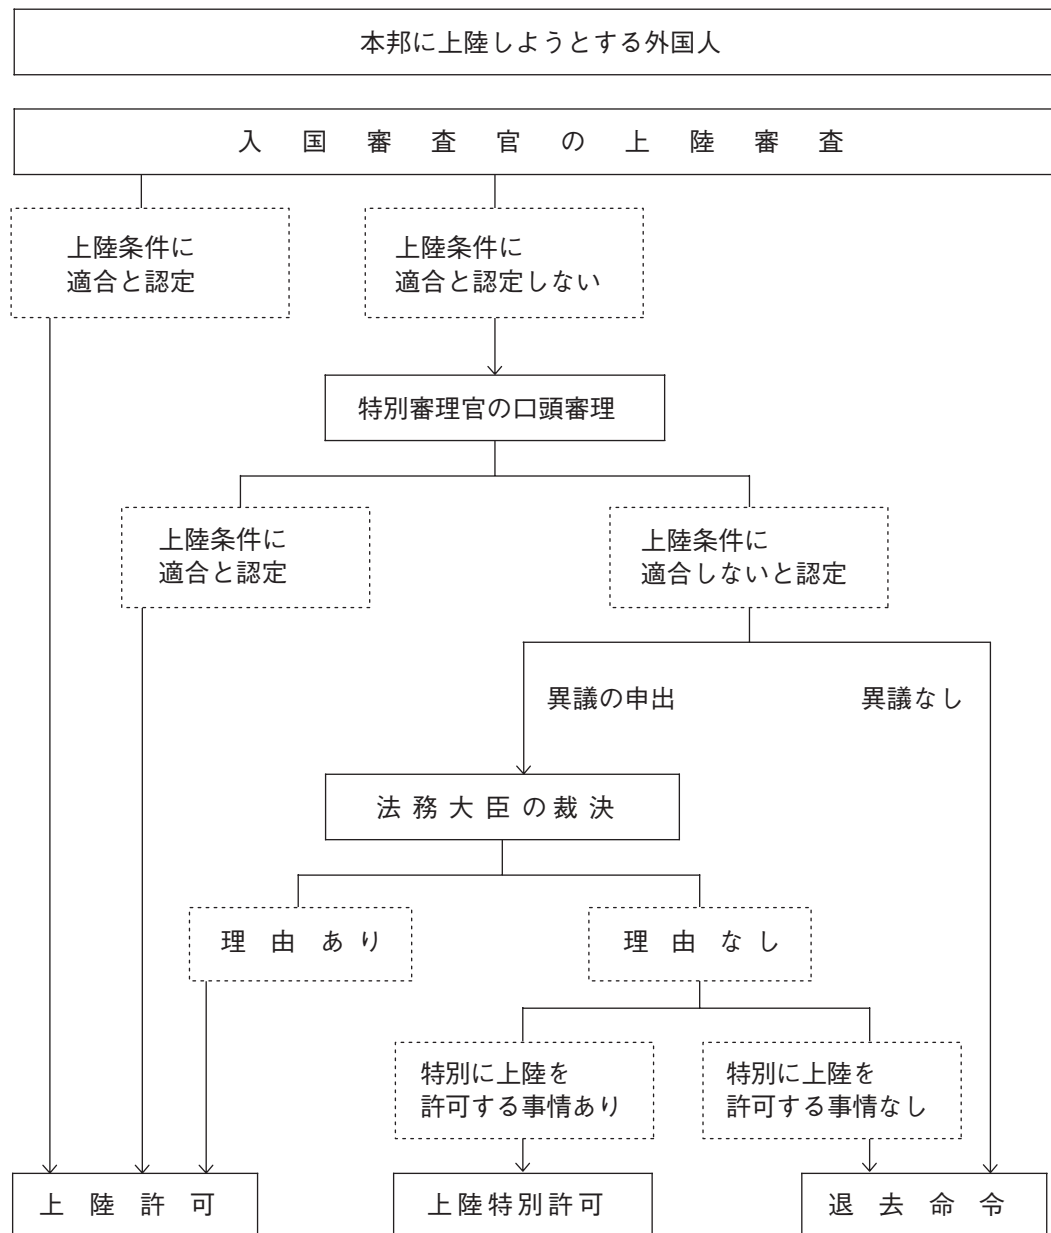 本邦に上陸しようとする外国人
入国審査官の上陸審査
上陸条件に
適合と認定
上陸条件に
適合と認定しない
特別審理官の口頭審理
上陸条件に
適合と認定
上陸条件に
適合しないと認定
異議の申出
異議なし
法務大臣の裁決
理由あり
理由なし
特別に上陸を
許可する事情あり
特別に上陸を
許可する事情なし
上陸許可
上陸特別許可
退去命令